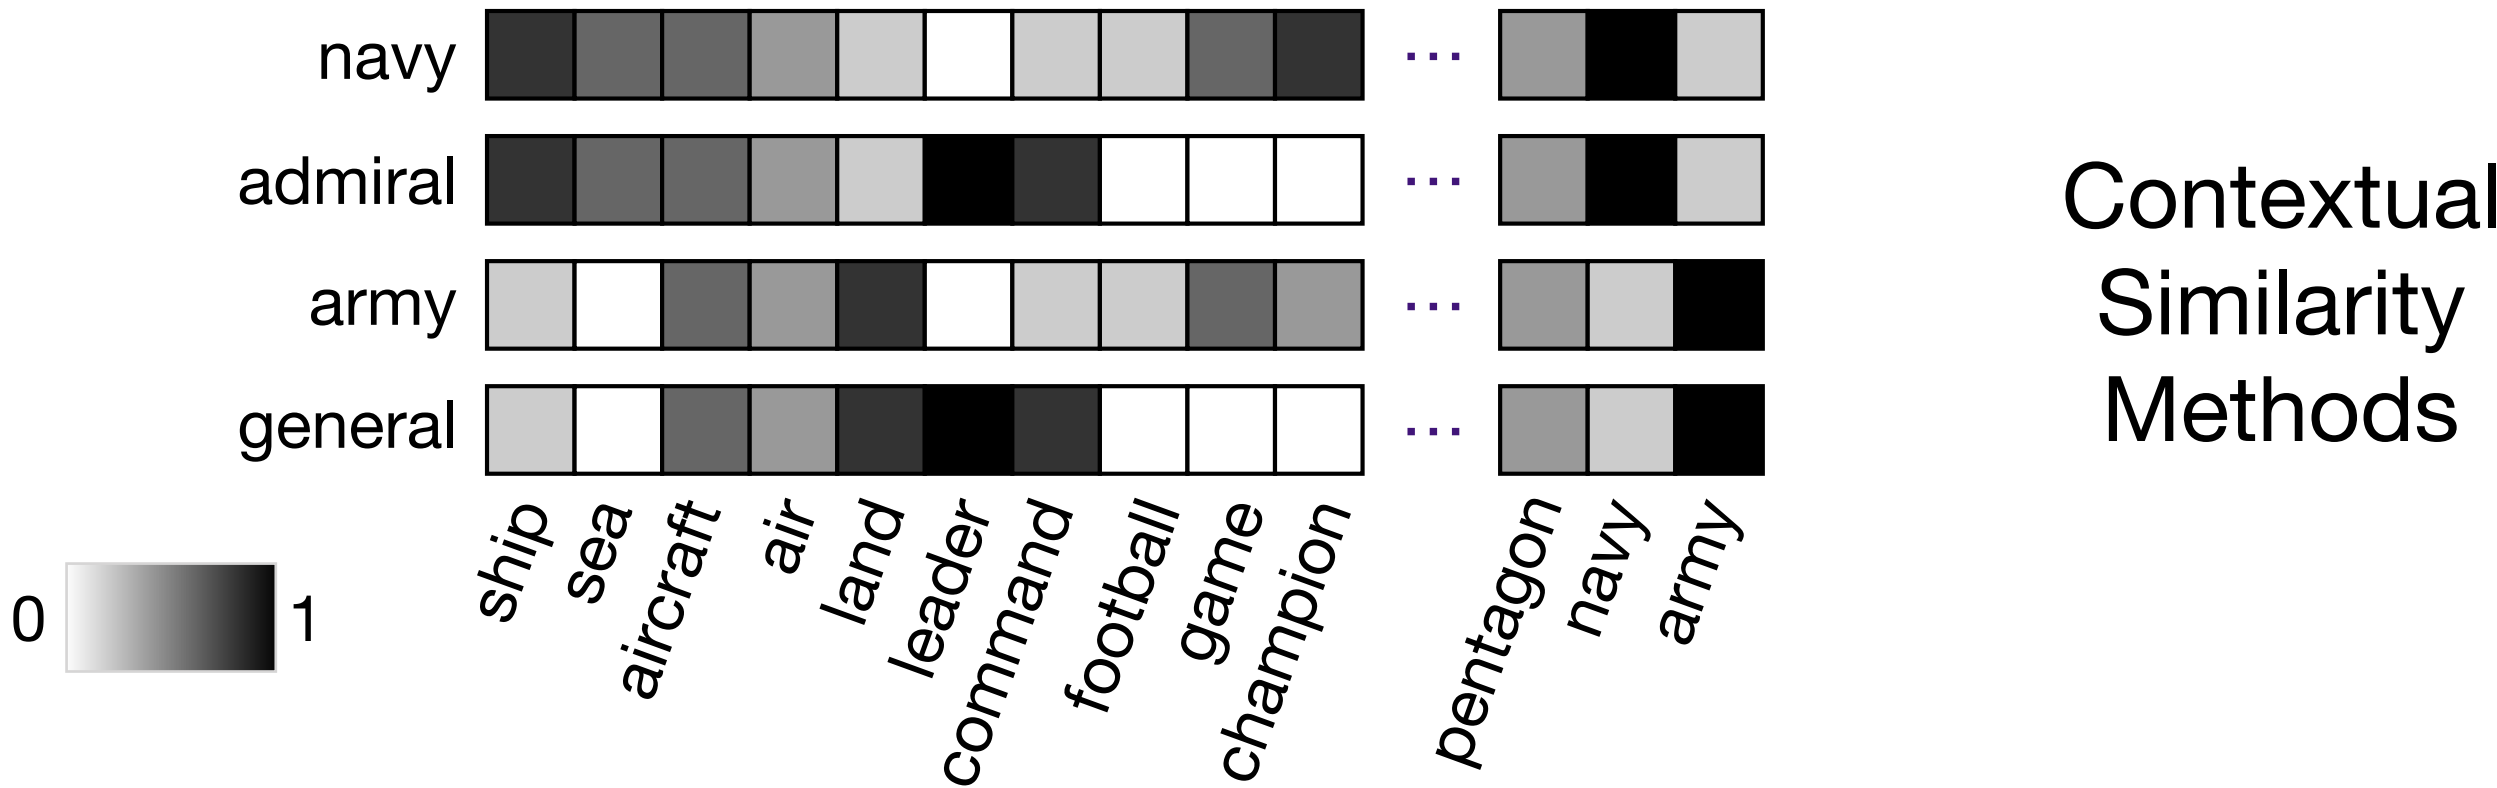 navy
admiral
army
general
Contextual
Similarity
Methods
0
1
ship
sea
aircraft
air
land
leader
command
football
game
champion
pentagon
navy
army